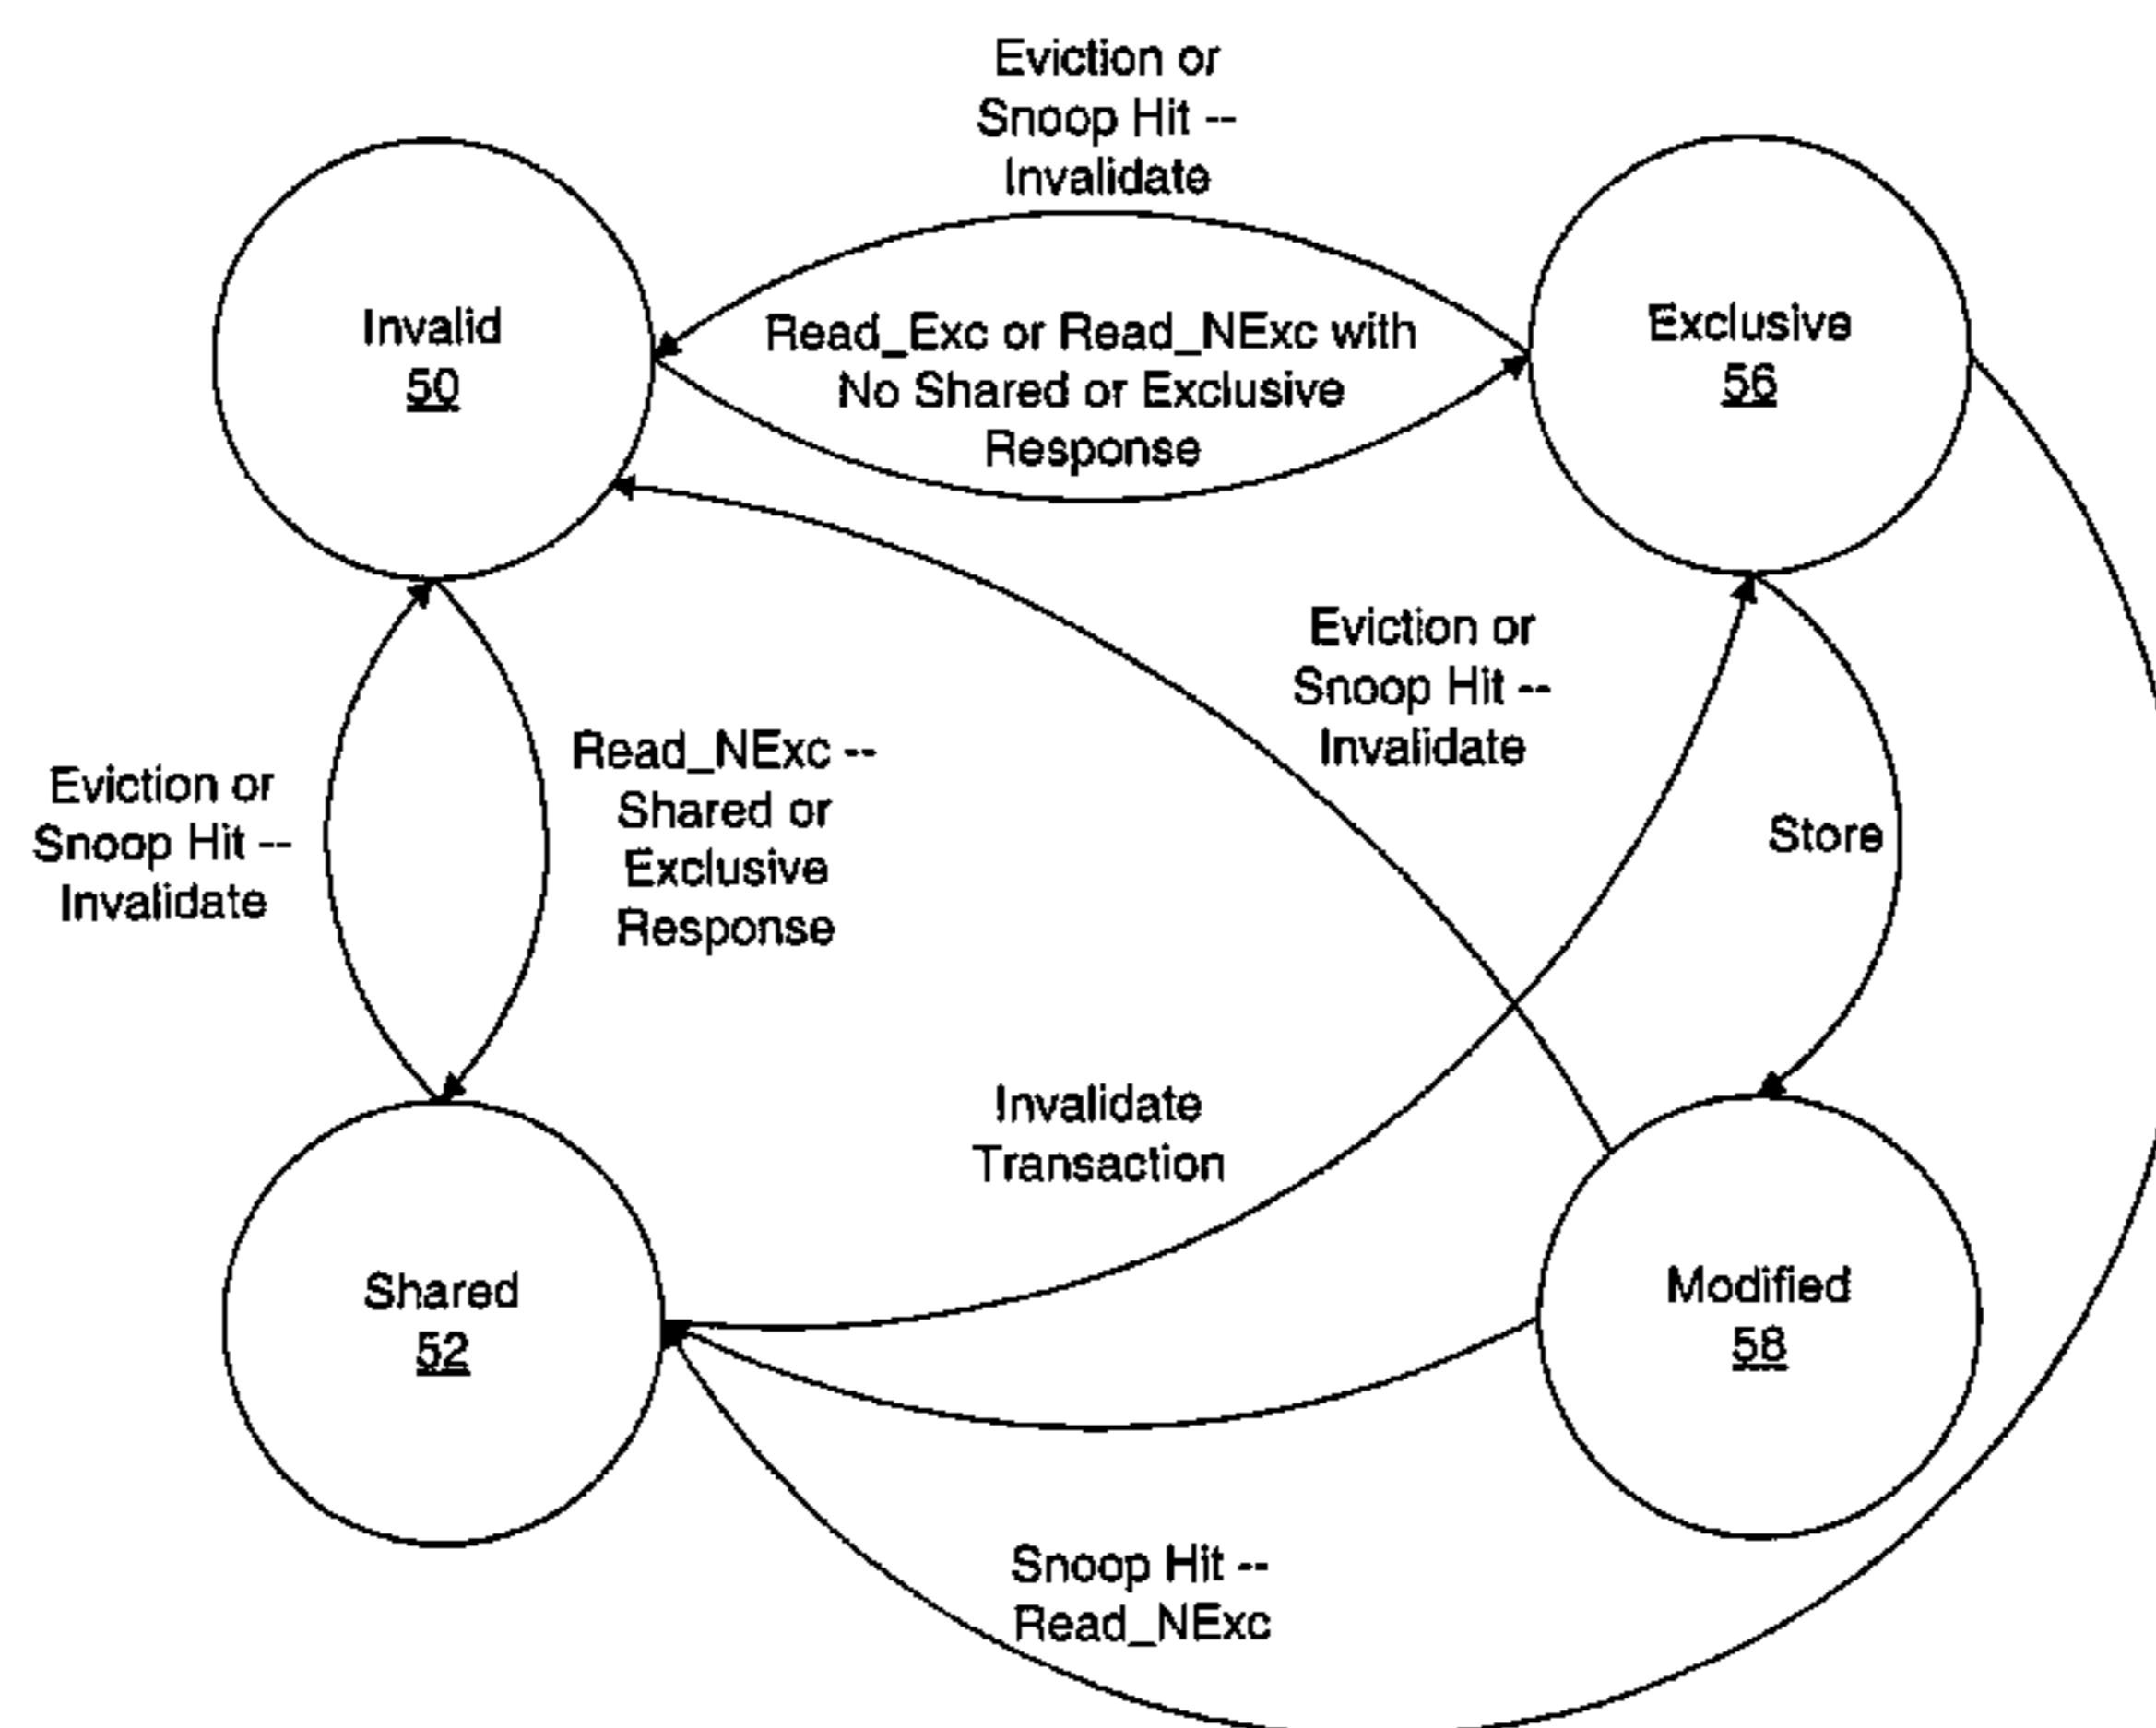 Eviction or
Snoop Hit --
Invalidate
Invalid
50
Read_Exc or Read_NExc with
No Shared or Exclusive
Response
Exclusive
56
Eviction or
Snoop Hit --
Invalidate
Read_NExc --
Shared or
Exclusive
Response
Eviction or
Snoop Hit --
Invalidate
Store
Invalidate
Transaction
Shared
52
Modified
58
Snoop Hit --
Read_NExc